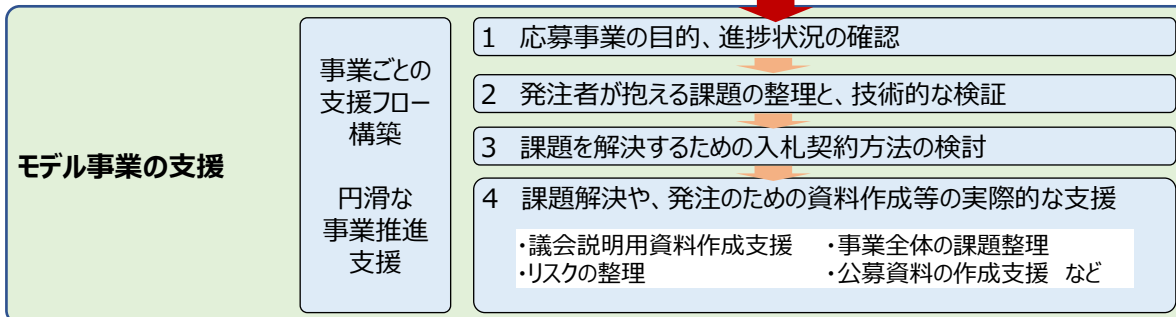 モデル事業の支援
事業ごとの
支援フロー
構築
円滑な
事業推進
支援
1 応募事業の目的、進捗状況の確認
2 発注者が抱える課題の整理と、技術的な検証
3 課題を解決するための入札契約方法の検討
4 課題解決や、発注のための資料作成等の実際的な支援
・議会説明用資料作成支援 ・事業全体の課題整理
・リスクの整理 ・公募資料の作成支援 など